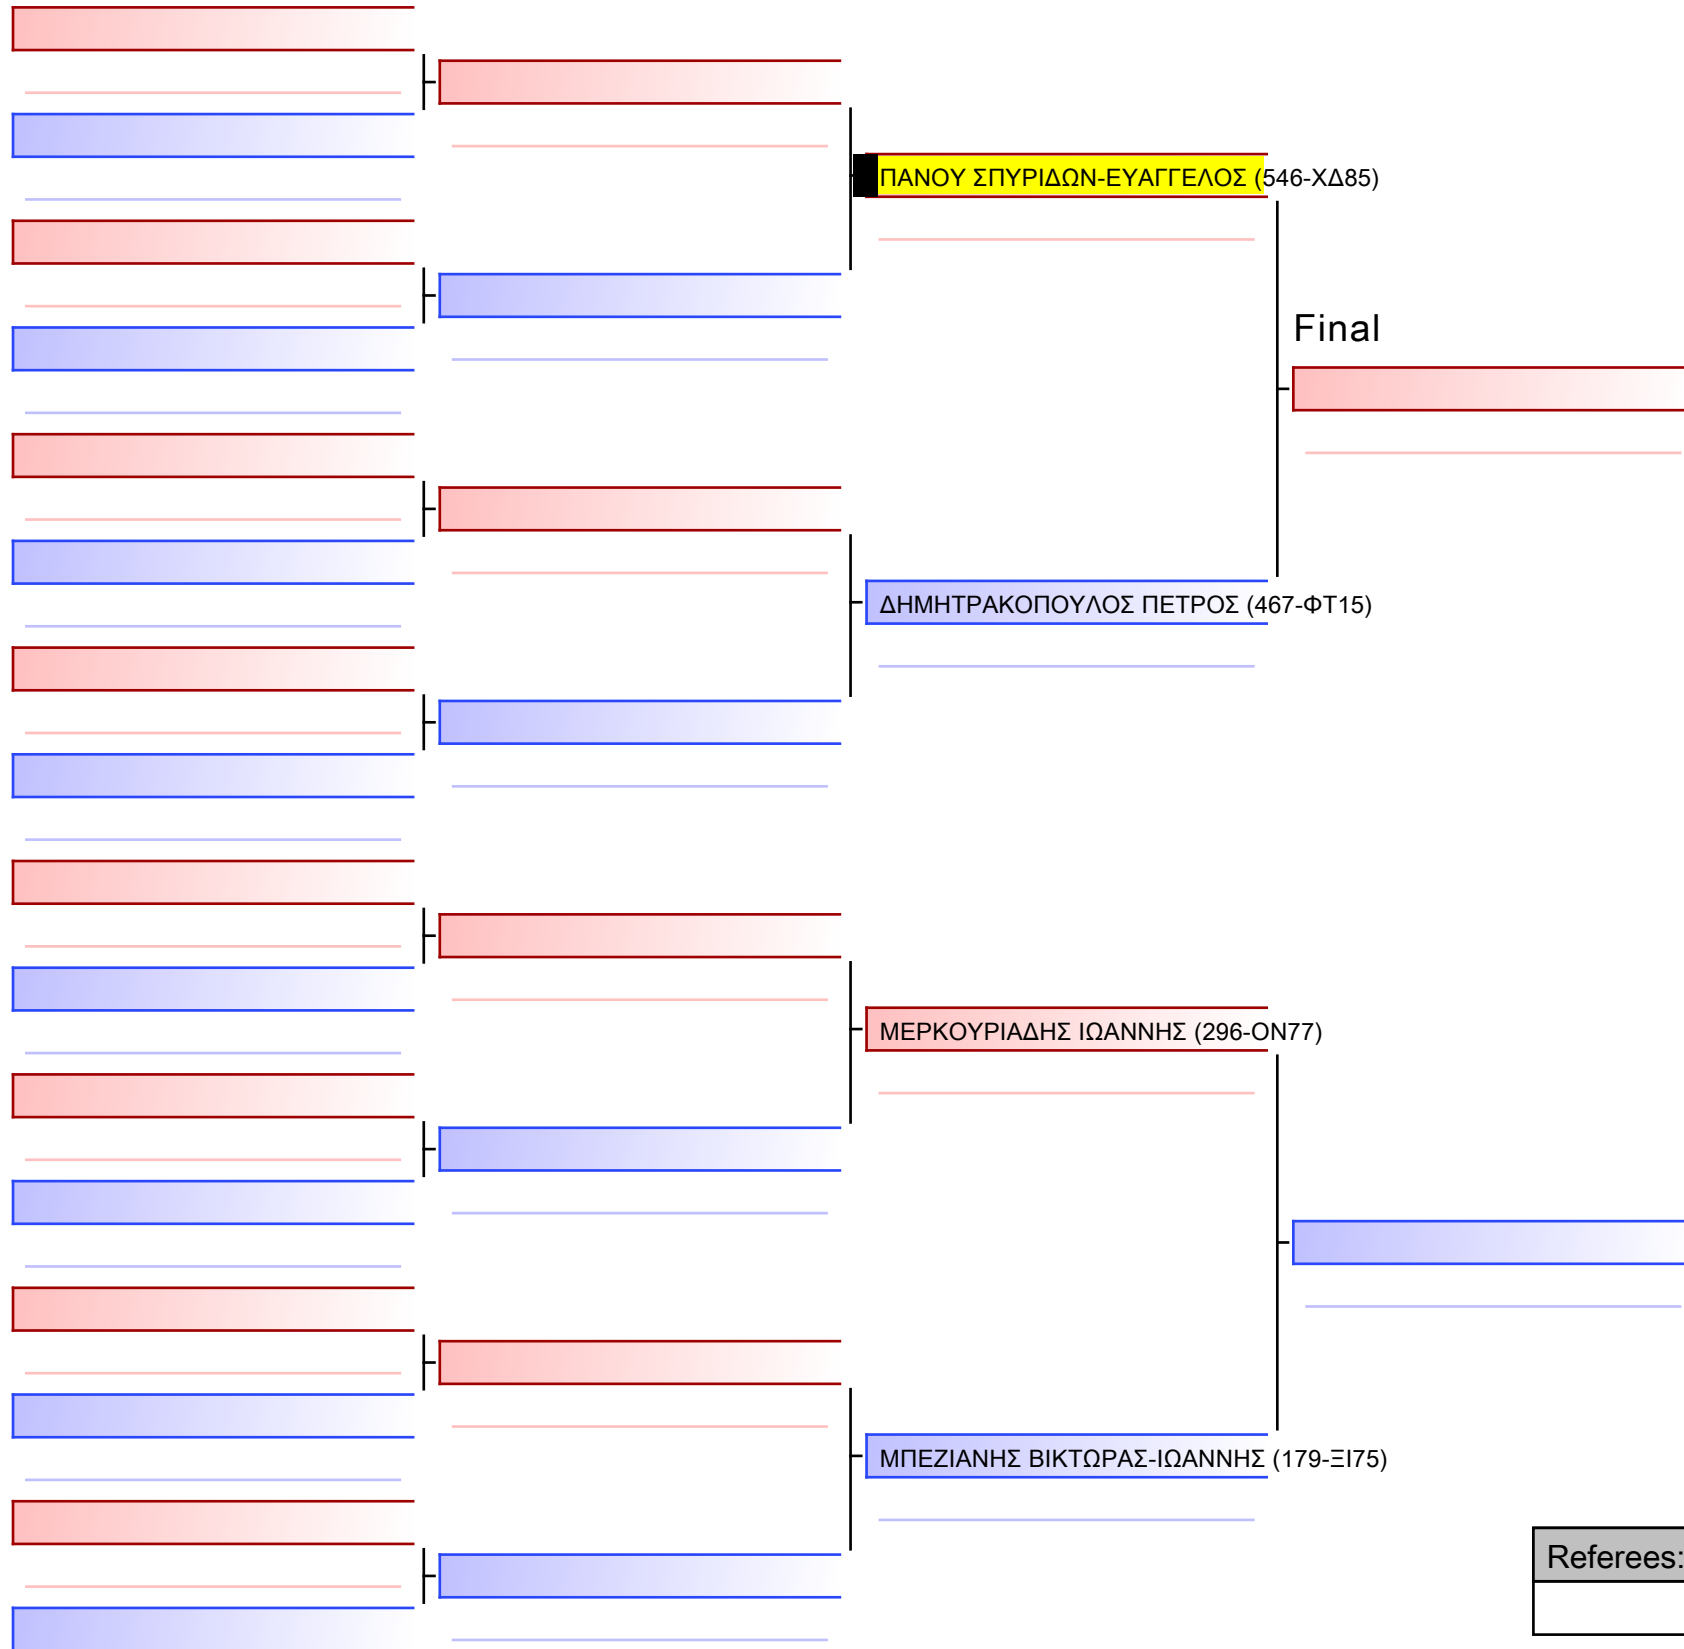 ΠΑΝΟΥ ΣΠΥΡΙΔΩΝ-ΕΥΑΓΓΕΛΟΣ (546-ΧΔ85)
Final
ΔΗΜΗΤΡΑΚΟΠΟΥΛΟΣ ΠΕΤΡΟΣ (467-ΦΤ15)
ΜΕΡΚΟΥΡΙΑΔΗΣ ΙΩΑΝΝΗΣ (296-ΟΝ77)
ΜΠΕΖΙΑΝΗΣ ΒΙΚΤΩΡΑΣ-ΙΩΑΝΝΗΣ (179-ΞΙ75)
Referees: